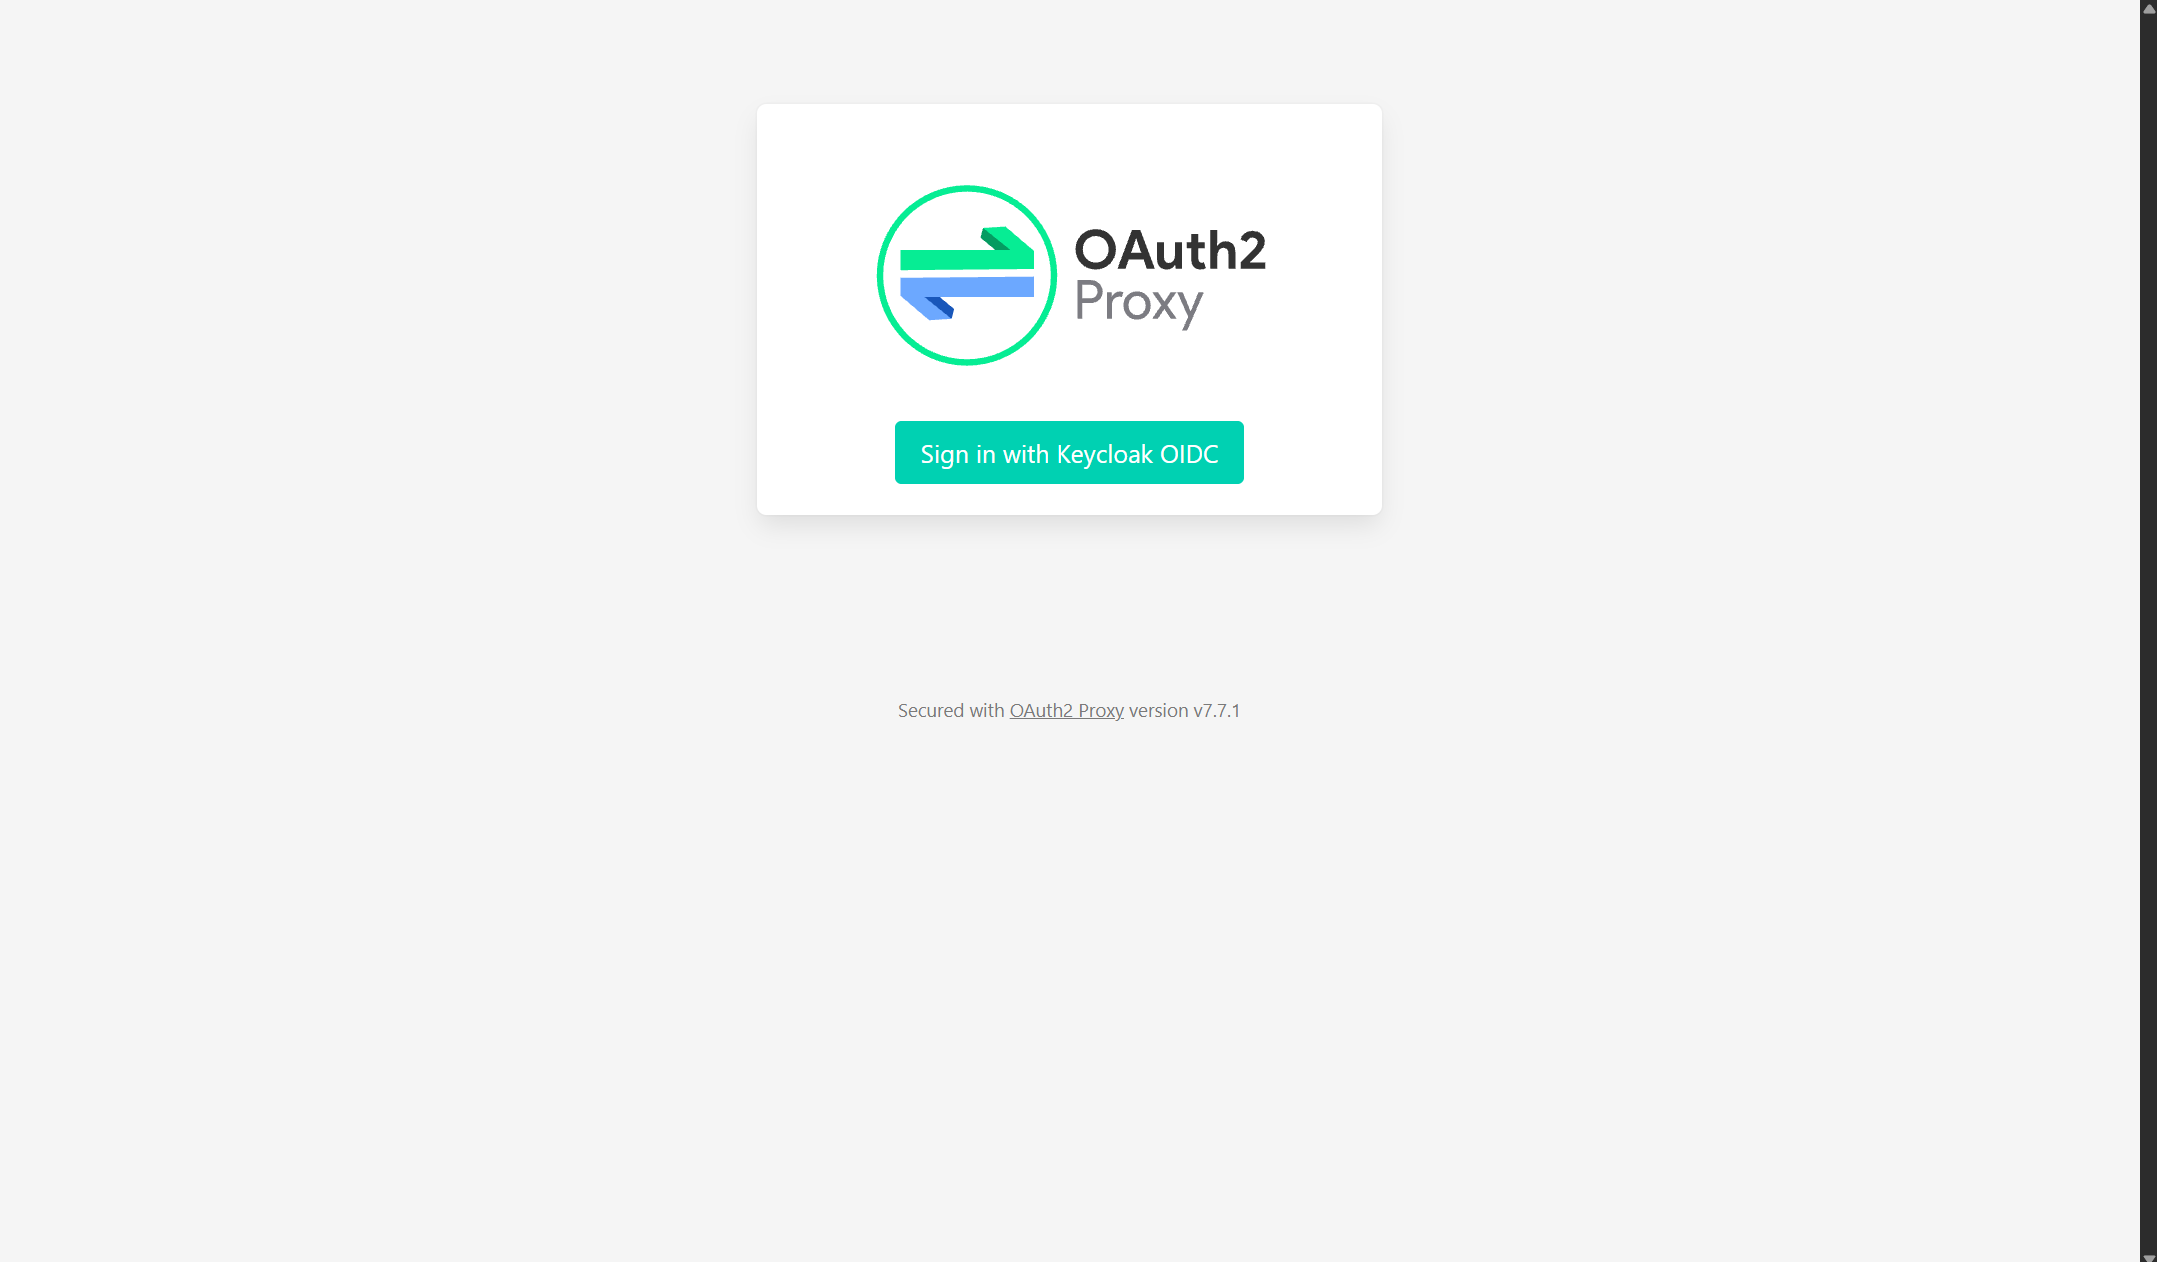 OAuth2
Proxy
Sign in with Keycloak OIDC
Secured with OAuth2 Proxy version v7.7.1